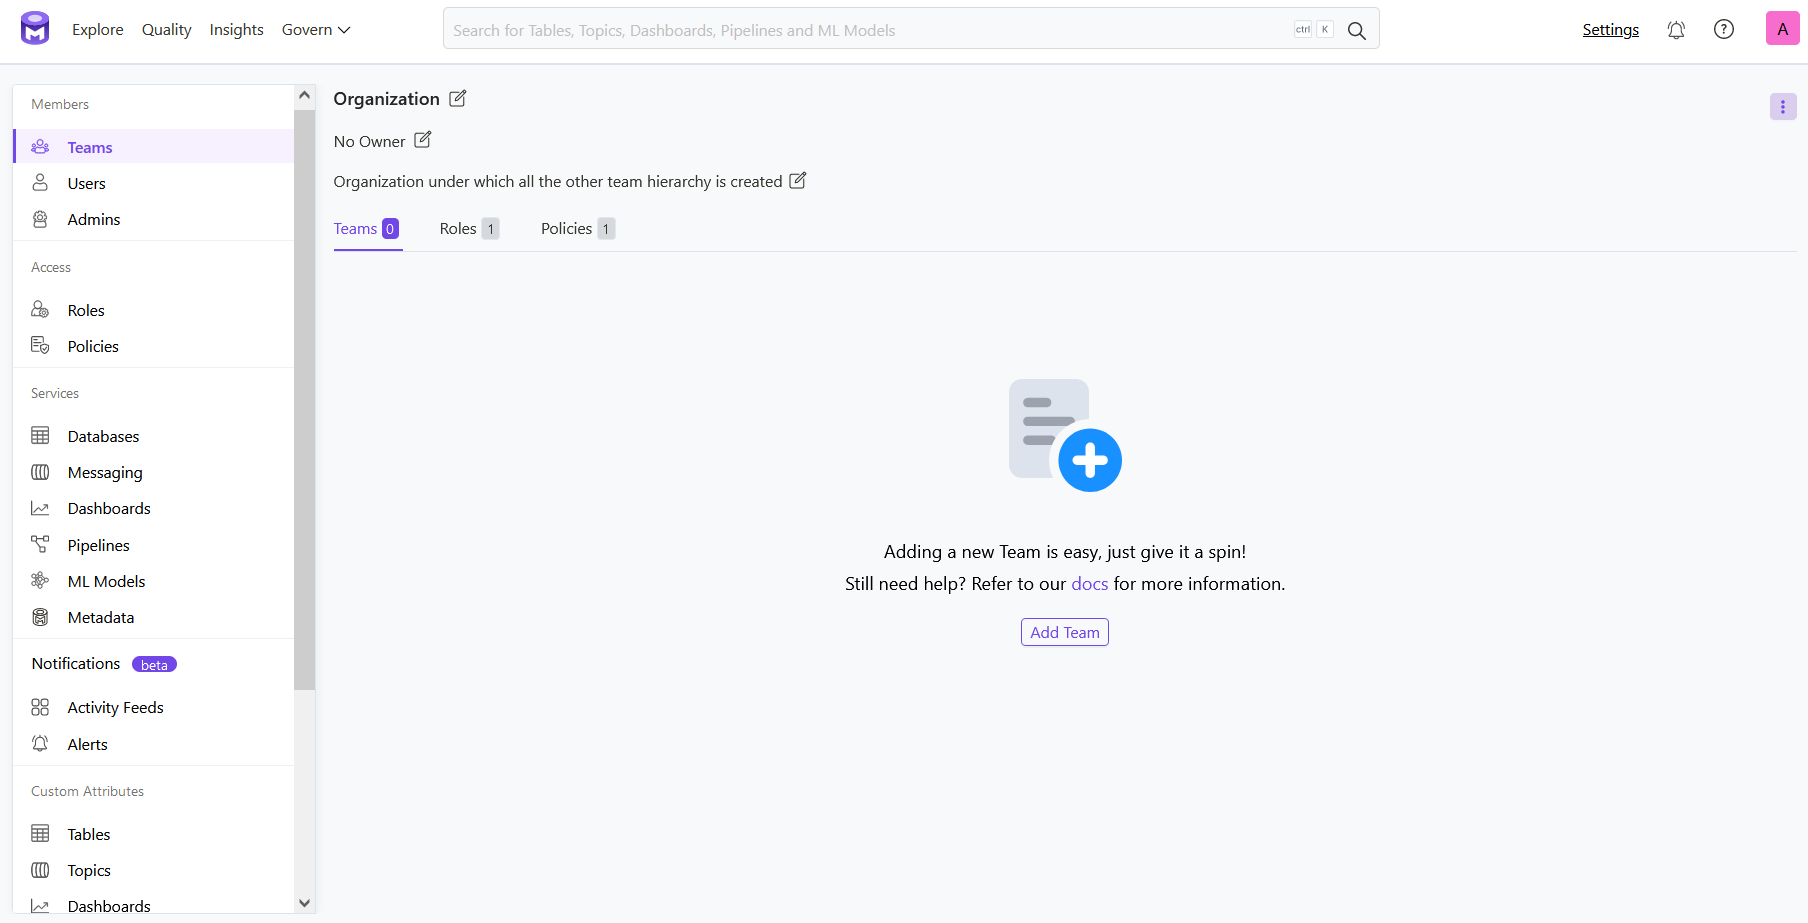 Explore Quality Insights Govern
Search for Tables, Topics, Dashboards, Pipelines and ML Models ctrl K
Settings ? A
Members
Teams
Users
Admins
Access
Roles
Policies
Services
Databases
Messaging
Dashboards
Pipelines
ML Models
Metadata
Notifications beta
Activity Feeds
Alerts
Custom Attributes
Tables
Topics
Dashboards
Organization
No Owner
Organization under which all the other team hierarchy is created
Teams 0 Roles 1 Policies 1
Adding a new Team is easy, just give it a spin!
Still need help? Refer to our docs for more information.
Add Team